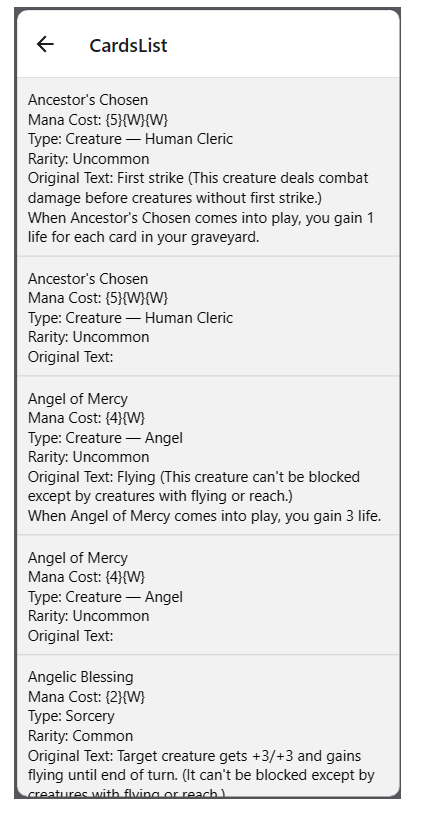 CardsList
Ancestor's Chosen
Mana Cost: {5}{W}{W}
Type: Creature — Human Cleric
Rarity: Uncommon
Original Text: First strike (This creature deals combat
damage before creatures without first strike.)
When Ancestor's Chosen comes into play, you gain 1
life for each card in your graveyard.
Ancestor's Chosen
Mana Cost: {5}{W}{W}
Type: Creature — Human Cleric
Rarity: Uncommon
Original Text:
Angel of Mercy
Mana Cost: {4}{W}
Type: Creature — Angel
Rarity: Uncommon
Original Text: Flying (This creature can't be blocked
except by creatures with flying or reach.)
When Angel of Mercy comes into play, you gain 3 life.
Angel of Mercy
Mana Cost: {4}{W}
Type: Creature — Angel
Rarity: Uncommon
Original Text:
Angelic Blessing
Mana Cost: {2}{W}
Type: Sorcery
Rarity: Common
Original Text: Target creature gets +3/+3 and gains
flying until end of turn. (It can't be blocked except by
creatures with flying or reach.)